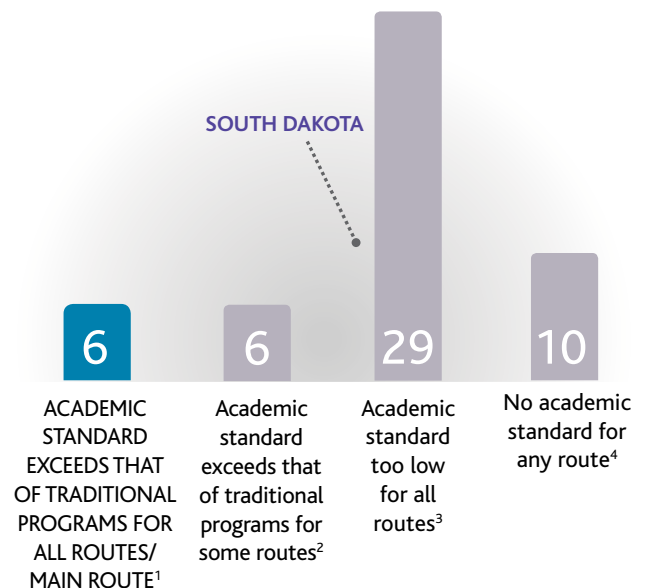 SOUTH DAKOTA
6
6
29
10
ACADEMIC
STANDARD
EXCEEDS THAT
OF TRADITIONAL
PROGRAMS FOR
ALL ROUTES/
MAIN ROUTE¹
Academic
standard
exceeds that
of traditional
programs for
some routes²
Academic
standard
too low
for all
routes³
No academic
standard for
any route⁴